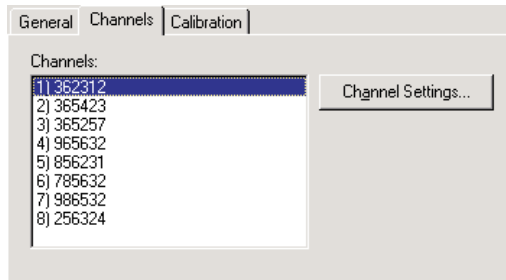 General Channels Calibration
Channels:
1) 362312
Channel Settings...
2) 365423
3) 365257
4) 965632
5) 856231
6) 785632
7) 986532
8) 256324